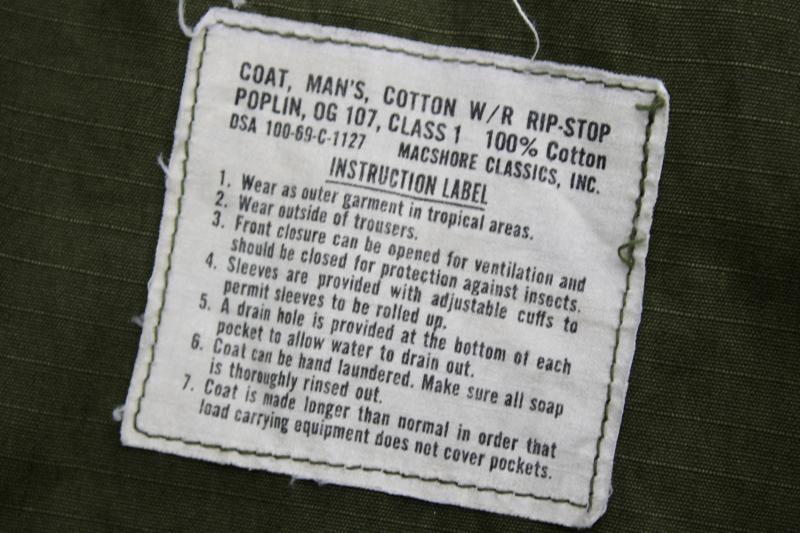 COAT, MAN'S, COTTON W/R RIP-STOP
POPLIN, OG 107, CLASS 1 100% Cotton
DSA 100-69-C-1127 MACSHORE CLASSICS, INC.
INSTRUCTION LABEL
1. Wear as outer garment in tropical areas.
2. Wear outside of trousers.
3. Front closure can be opened for ventilation and
should be closed for protection against insects.
4. Sleeves are provided with adjustable cuffs to
permit sleeves to be rolled up.
5. A drain hole is provided at the bottom of each
pocket to allow water to drain out.
6. Coat can be hand laundered. Make sure all soap
is thoroughly rinsed out.
7. Coat is made longer than normal in order that
load carrying equipment does not cover pockets.